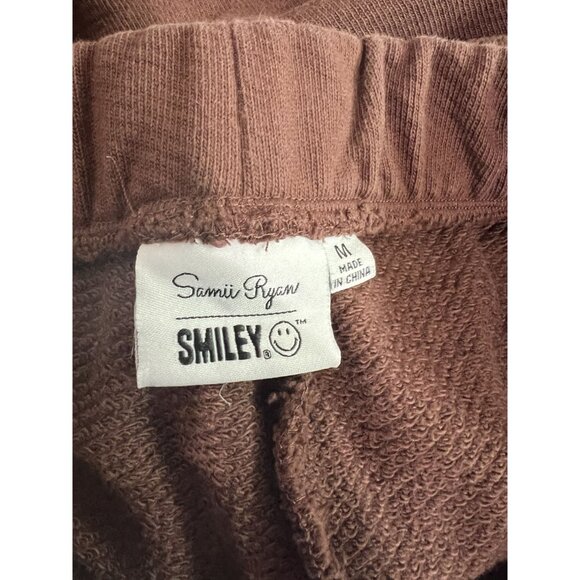 Samii Ryan
SMILEY.® ™
M
MADE
IN CHINA